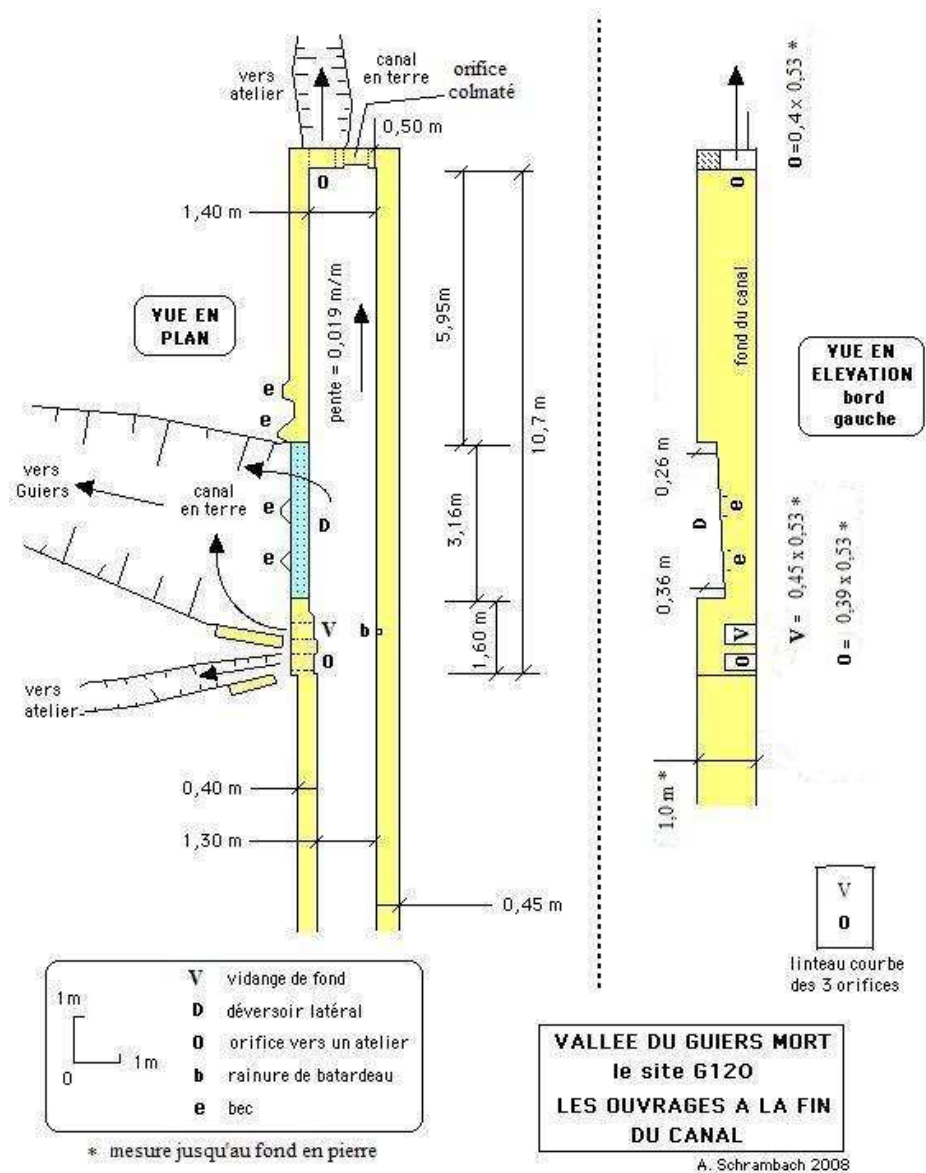 vers
atelier
canal
en terre
orifice
colmaté
0,50 m
O
1,40 m
VUE EN
PLAN
pente = 0,019 m/m
5,95m
10,7 m
3,16m
1,60 m
e
e
vers
Guiers
canal
en terre
e
D
e
V
b
O
vers
atelier
0,40 m
1,30 m
0,45 m
1m
0
1m
V vidange de fond
D déversoir latéral
O orifice vers un atelier
b rainure de batardeau
e bec
* mesure jusqu'au fond en pierre
O = 0,4 x 0,53 *
O
fond du canal
VUE EN
ELEVATION
bord
gauche
0,26 m
e
D
e
0,36 m
V = 0,45 x 0,53 *
O = 0,39 x 0,53 *
V
O
1,0 m *
V
O
linteau courbe
des 3 orifices
VALLEE DU GUIERS MORT
le site G120
LES OUVRAGES A LA FIN
DU CANAL
A. Schrambach 2008